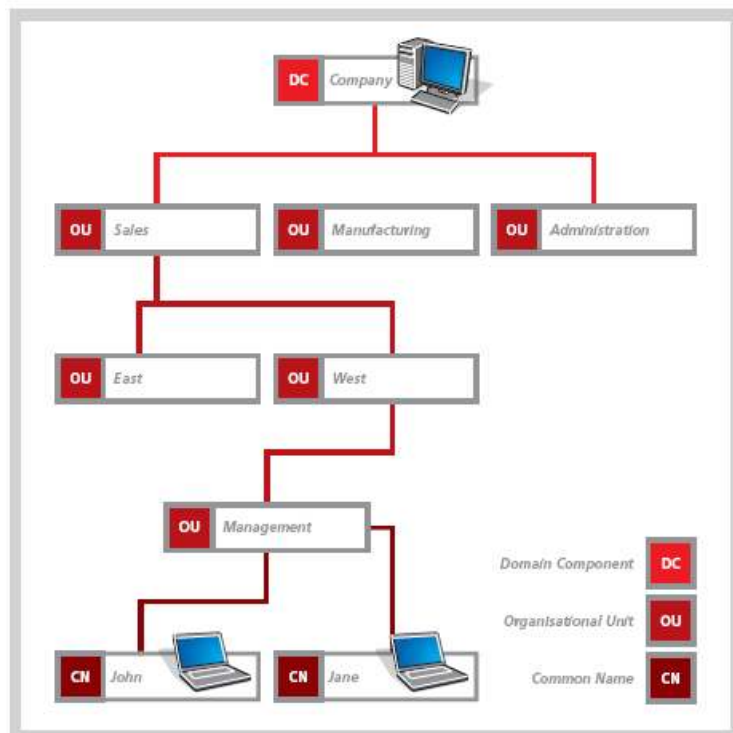 DC Company
OU Sales
OU Manufacturing
OU Administration
OU East
OU West
OU Management
Domain Component DC
Organisational Unit OU
Common Name CN
CN John
CN Jane